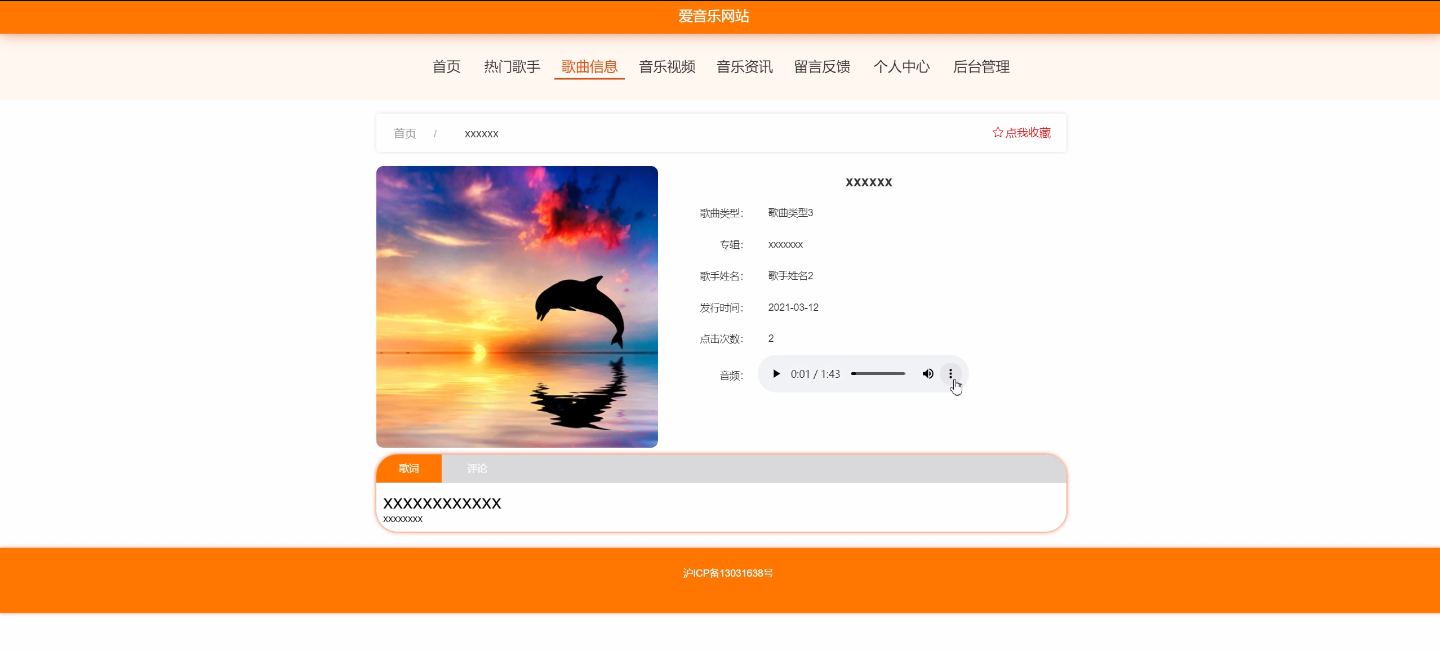 爱音乐网站
首页 热门歌手 歌曲信息 音乐视频 音乐资讯 留言反馈 个人中心 后台管理
首页 / xxxxxx ☆点我收藏
xxxxxx
歌曲类型: 歌曲类型3
专辑: xxxxxxx
歌手姓名: 歌手姓名2
发行时间: 2021-03-12
点击次数: 2
音频: 0:01 / 1:43
歌词 评论
XXXXXXXXXXXX
xxxxxxxx
沪ICP备13031638号